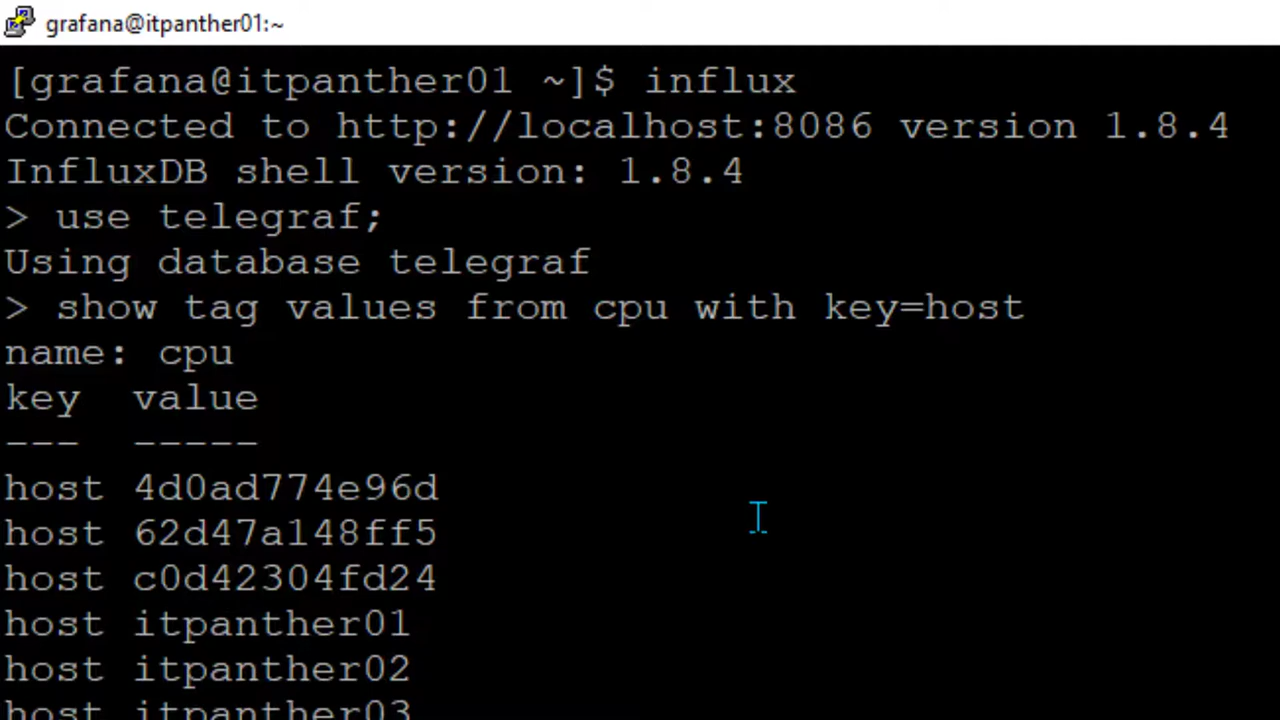 grafana@itpanther01:~
[grafana@itpanther01 ~]$ influx
Connected to http://localhost:8086 version 1.8.4
InfluxDB shell version: 1.8.4
> use telegraf;
Using database telegraf
> show tag values from cpu with key=host
name: cpu
key  value
---  -----
host 4d0ad774e96d
host 62d47a148ff5
host c0d42304fd24
host itpanther01
host itpanther02
host itpanther03